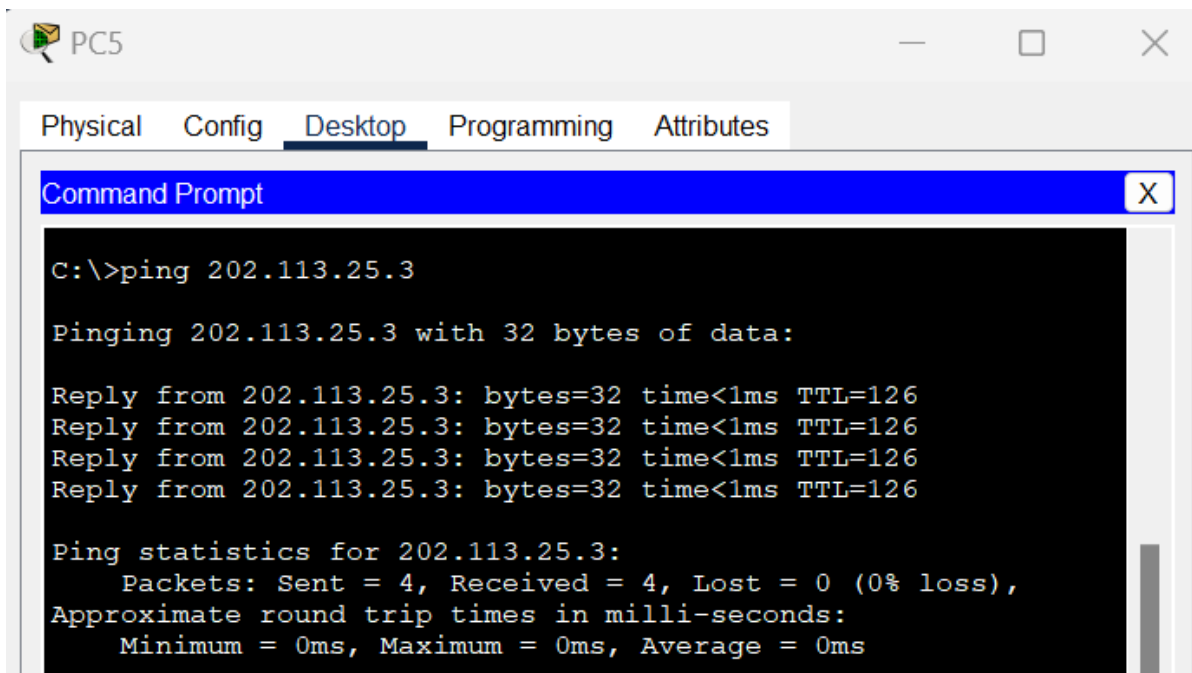 PC5
Physical Config Desktop Programming Attributes
Command Prompt X
C:\>ping 202.113.25.3
Pinging 202.113.25.3 with 32 bytes of data:
Reply from 202.113.25.3: bytes=32 time<1ms TTL=126
Reply from 202.113.25.3: bytes=32 time<1ms TTL=126
Reply from 202.113.25.3: bytes=32 time<1ms TTL=126
Reply from 202.113.25.3: bytes=32 time<1ms TTL=126
Ping statistics for 202.113.25.3:
    Packets: Sent = 4, Received = 4, Lost = 0 (0% loss),
Approximate round trip times in milli-seconds:
    Minimum = 0ms, Maximum = 0ms, Average = 0ms